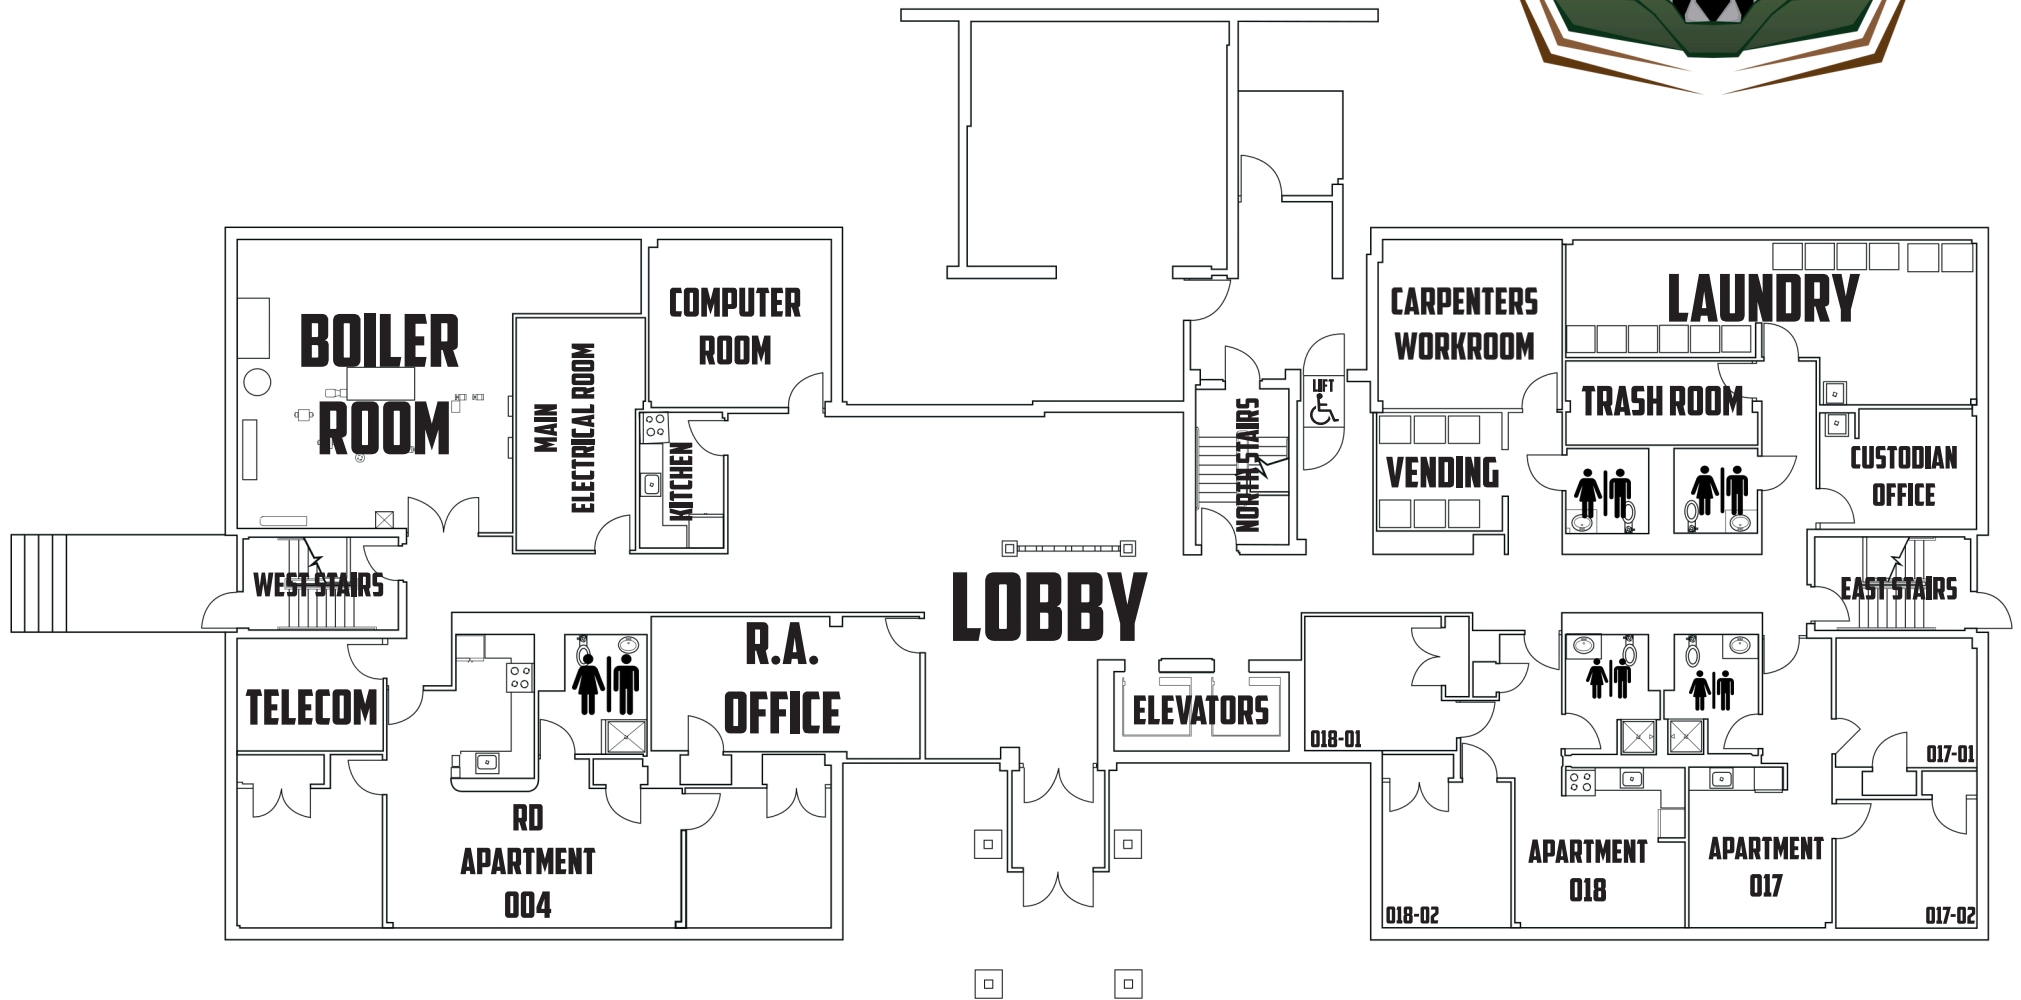 COMPUTER
ROOM
BOILER
ROOM
MAIN
ELECTRICAL ROOM
KITCHEN
CARPENTERS
WORKROOM
LAUNDRY
LIFT
TRASH ROOM
NORTH STAIRS
VENDING
CUSTODIAN
OFFICE
WEST STAIRS
LOBBY
EAST STAIRS
R.A.
OFFICE
TELECOM
ELEVATORS
018-01
017-01
RD
APARTMENT
004
APARTMENT
018
APARTMENT
017
018-02
017-02